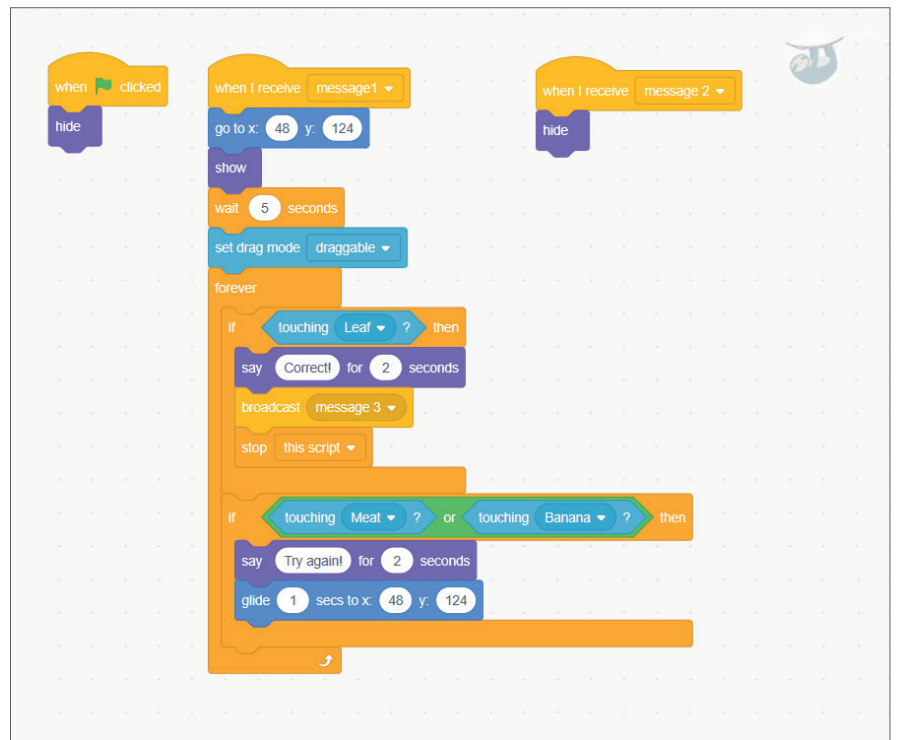 when clicked
hide
when I receive message1
go to x: 48 y: 124
show
wait 5 seconds
set drag mode draggable
forever
if touching Leaf ? then
say Correct! for 2 seconds
broadcast message 3
stop this script
if touching Meat ? or touching Banana ? then
say Try again! for 2 seconds
glide 1 secs to x: 48 y: 124
when I receive message 2
hide